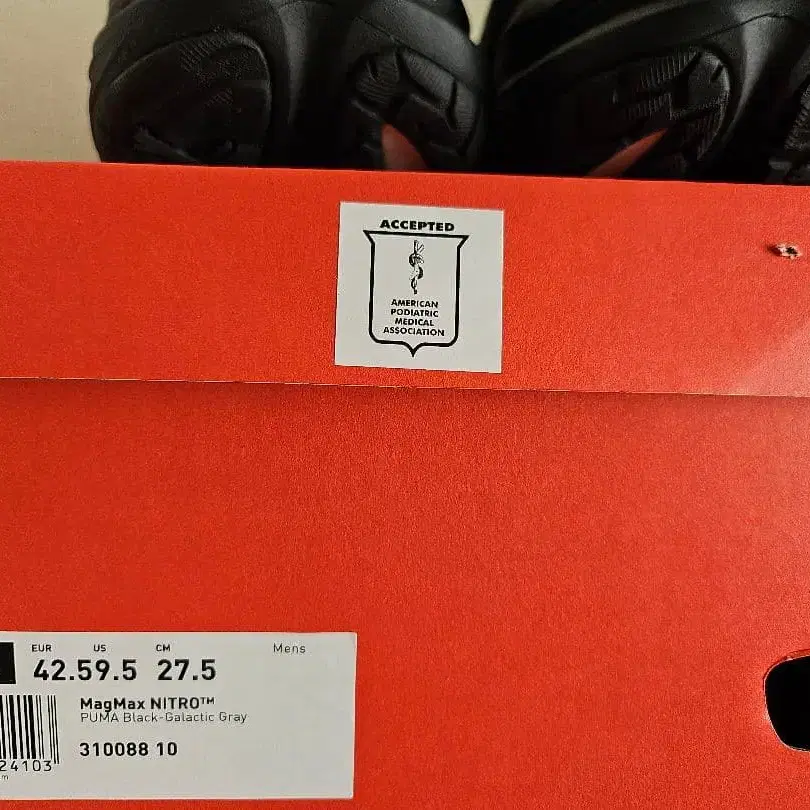 ACCEPTED
AMERICAN
PODIATRIC
MEDICAL
ASSOCIATION
EUR US CM Mens
42.5 9.5 27.5
MagMax NITRO™
PUMA Black-Galactic Gray
310088 10
24103